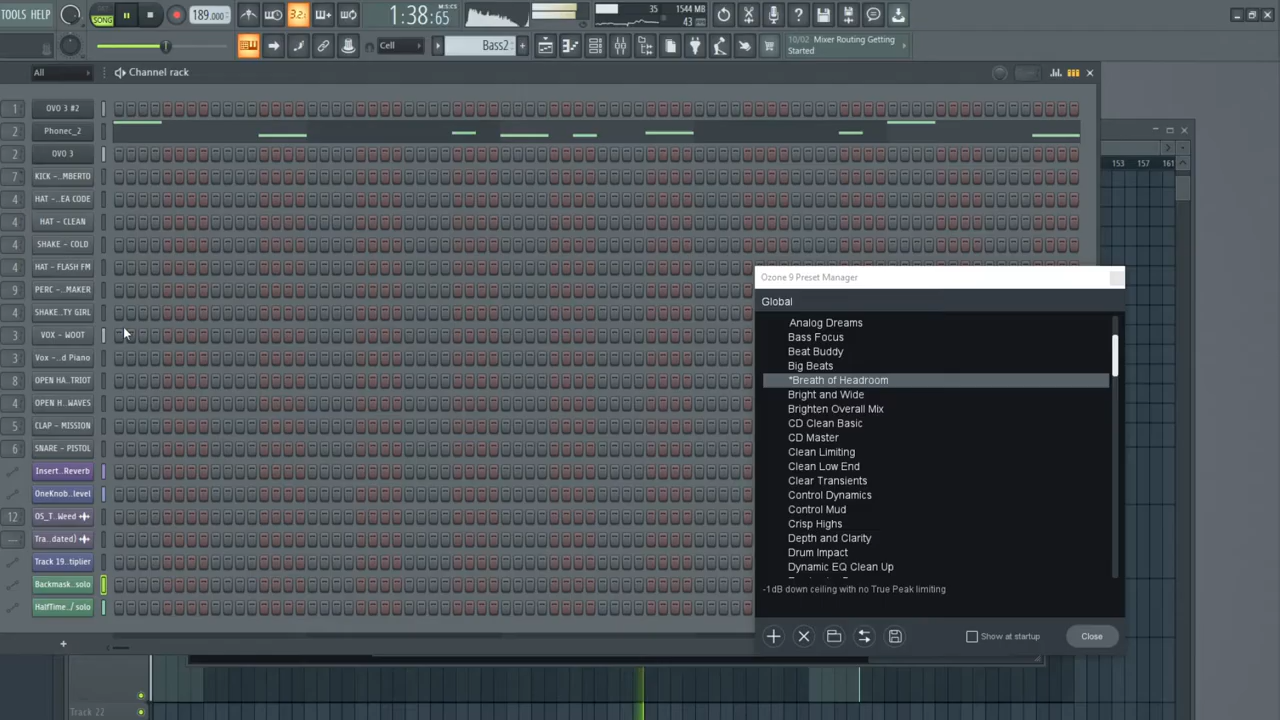 TOOLS HELP
SONG
189.000
3.2:
1:38:65
M:S:CS
35
1544 MB
43
Cell
Bass2
10/02 Mixer Routing Getting
Started
All
Channel rack
1 OVO 3 #2
2 Phonec_2
2 OVO 3
7 KICK -..MBERTO
4 HAT -..EA CODE
4 HAT - CLEAN
4 SHAKE - COLD
4 HAT - FLASH FM
9 PERC -..MAKER
4 SHAKE..TY GIRL
3 VOX - WOOT
3 Vox -..d Piano
8 OPEN HA..TRIOT
4 OPEN H..WAVES
5 CLAP - MISSION
6 SNARE - PISTOL
Insert..Reverb
OneKnob..level
12 OS_T..Weed
--- Tra..dated}
Track 19..tiplier
Backmask..solo
HalfTime../ solo
153 157 161
Ozone 9 Preset Manager
Global
Analog Dreams
Bass Focus
Beat Buddy
Big Beats
*Breath of Headroom
Bright and Wide
Brighten Overall Mix
CD Clean Basic
CD Master
Clean Limiting
Clean Low End
Clear Transients
Control Dynamics
Control Mud
Crisp Highs
Depth and Clarity
Drum Impact
Dynamic EQ Clean Up
-1dB down ceiling with no True Peak limiting
Show at startup
Close
Track 22